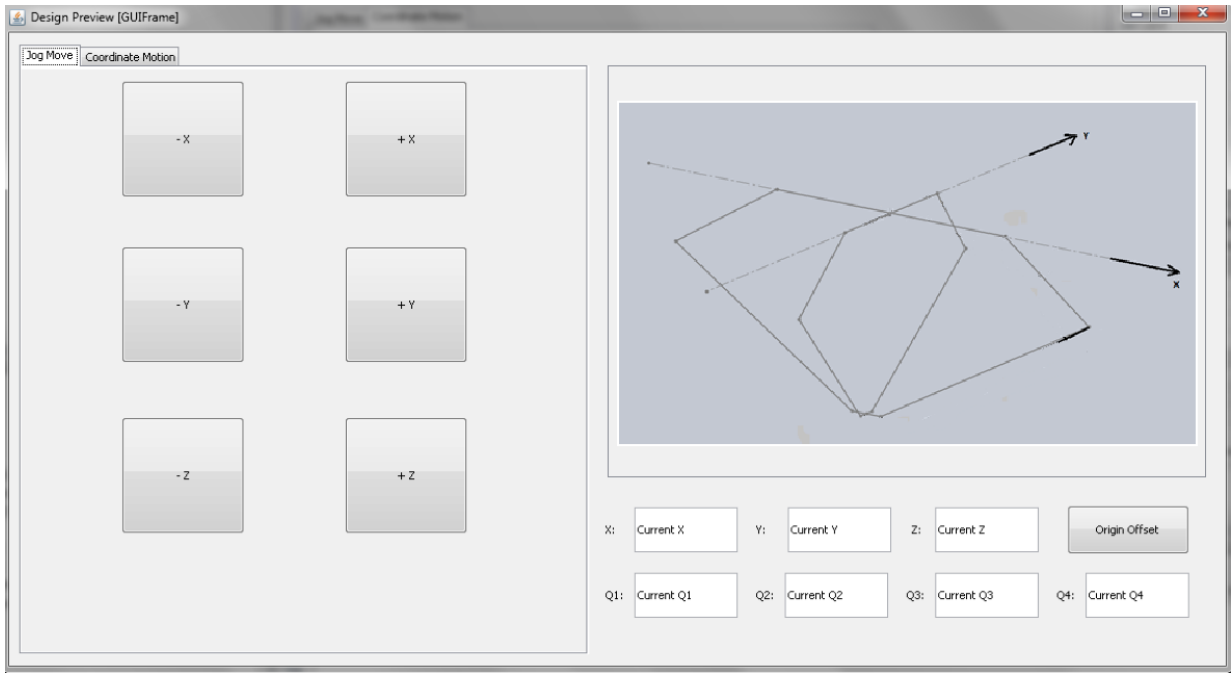 Design Preview [GUIFrame]
Jog Move Coordinate Motion
- X + X
- Y + Y
- Z + Z
Y
X
X: Current X Y: Current Y Z: Current Z Origin Offset
Q1: Current Q1 Q2: Current Q2 Q3: Current Q3 Q4: Current Q4